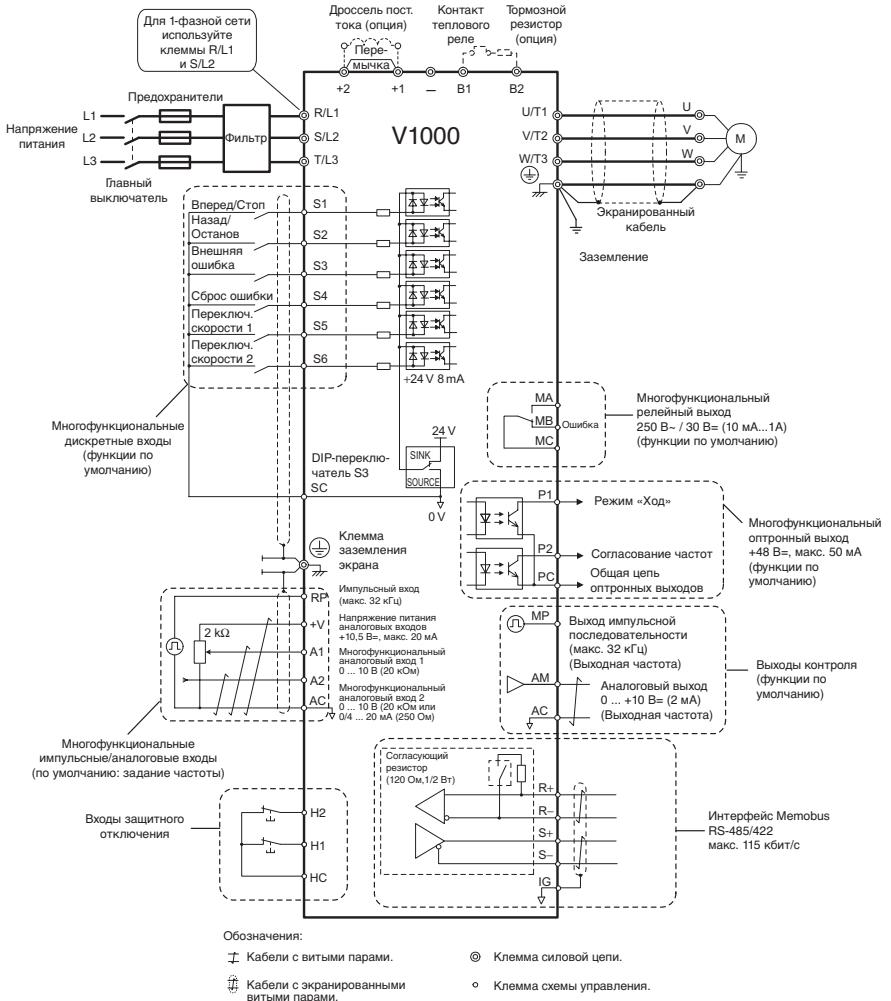 Для 1-фазной сети
используйте
клеммы R/L1
и S/L2
Дроссель пост.
тока (опция)
Пере-
мычка
Контакт
теплового
реле
Тормозной
резистор
(опция)
+2
+1
–
B1
B2
Предохранители
Напряжение
питания
L1
L2
L3
Фильтр
Главный
выключатель
R/L1
S/L2
T/L3
V1000
U/T1
V/T2
W/T3
U
V
W
M
Экранированный
кабель
Заземление
Вперед/Стоп
Назад/
Останов
Внешняя
ошибка
Сброс ошибки
Переключ.
скорости 1
Переключ.
скорости 2
S1
S2
S3
S4
S5
S6
+24 V 8 mA
Многофункциональные
дискретные входы
(функции по
умолчанию)
DIP-переклю-
чатель S3
SC
24 V
SINK
SOURCE
0 V
MA
MB
MC
Ошибка
Многофункциональный
релейный выход
250 В~ / 30 В= (10 мА...1А)
(функции по умолчанию)
Клемма
заземления
экрана
P1
Режим «Ход»
P2
Согласование частот
PC
Общая цепь
оптронных выходов
Многофункциональный
оптронный выход
+48 В=, макс. 50 мА
(функции по
умолчанию)
2 kΩ
RP
Импульсный вход
(макс. 32 кГц)
+V
Напряжение питания
аналоговых входов
+10,5 В=, макс. 20 мА
A1
Многофункциональный
аналоговый вход 1
0 ... 10 В (20 кОм)
A2
Многофункциональный
аналоговый вход 2
0 ... 10 В (20 кОм или
0/4 ... 20 мА (250 Ом)
AC
Многофункциональные
импульсные/аналоговые входы
(по умолчанию: задание частоты)
MP
Выход импульсной
последовательности
(макс. 32 кГц)
(Выходная частота)
AM
Аналоговый выход
0 ... +10 В= (2 мА)
(Выходная частота)
AC
Выходы контроля
(функции по
умолчанию)
Входы защитного
отключения
H2
H1
HC
Согласующий
резистор
(120 Ом,1/2 Вт)
R+
R–
S+
S–
IG
Интерфейс Memobus
RS-485/422
макс. 115 кбит/с
Обозначения:
Кабели с витыми парами.
Клемма силовой цепи.
Кабели с экранированными
витыми парами.
Клемма схемы управления.